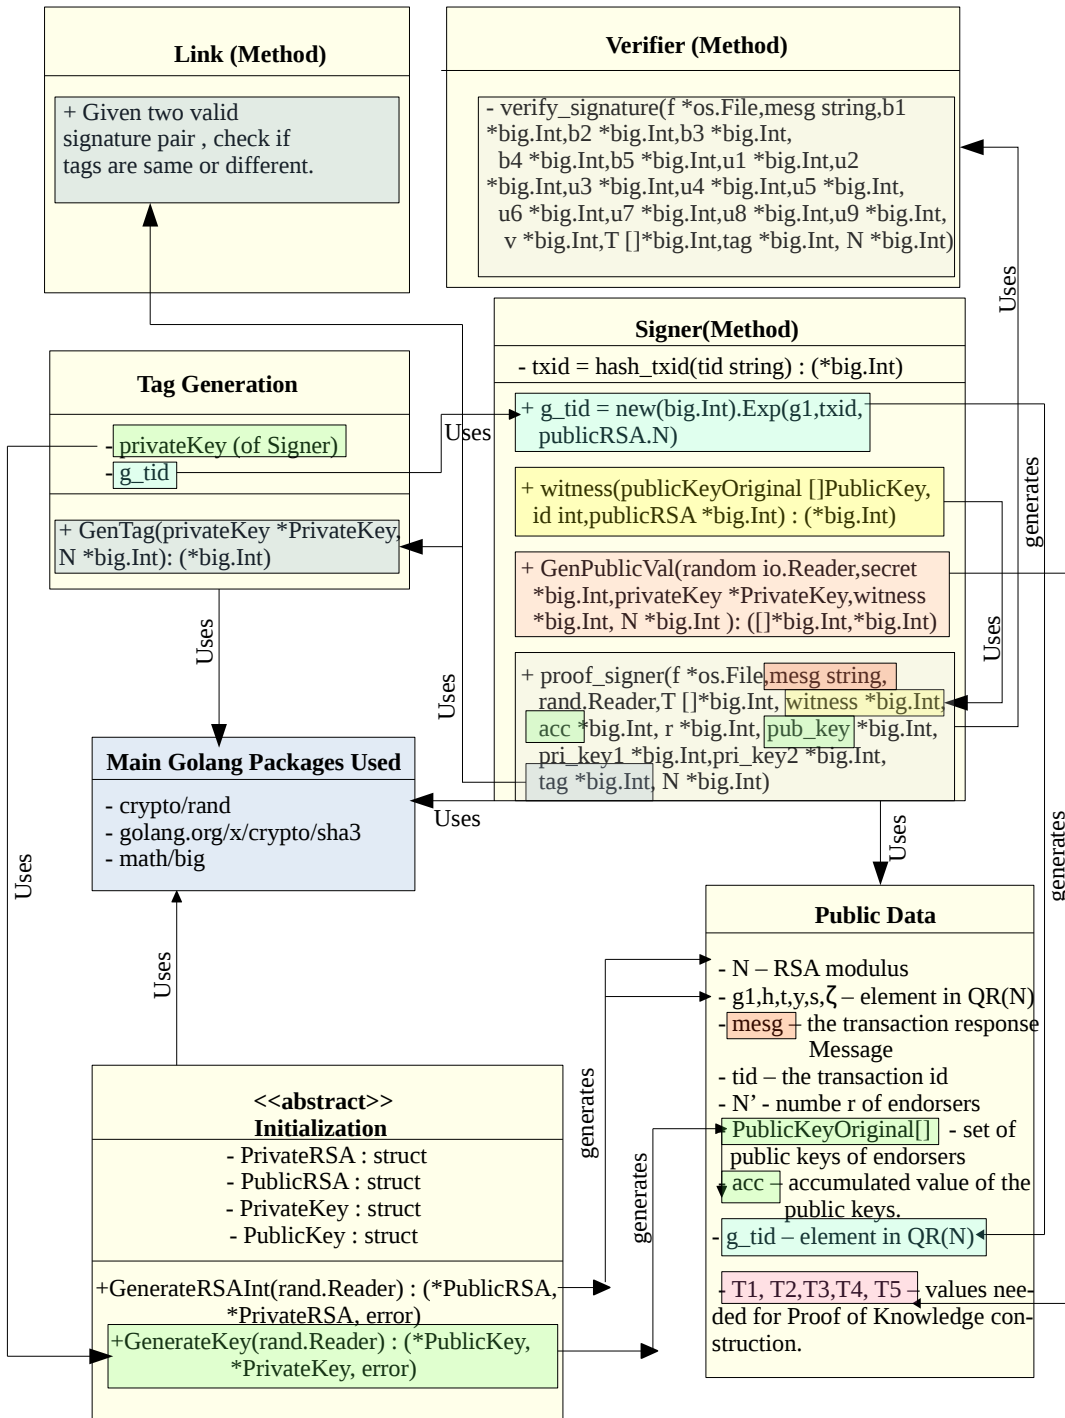 Link (Method)
+ Given two valid
signature pair , check if
tags are same or different.
Verifier (Method)
- verify_signature(f *os.File,mesg string,b1
*big.Int,b2 *big.Int,b3 *big.Int,
b4 *big.Int,b5 *big.Int,u1 *big.Int,u2
*big.Int,u3 *big.Int,u4 *big.Int,u5 *big.Int,
u6 *big.Int,u7 *big.Int,u8 *big.Int,u9 *big.Int,
v *big.Int,T []*big.Int,tag *big.Int, N *big.Int)
Uses
Signer(Method)
- txid = hash_txid(tid string) : (*big.Int)
+ g_tid = new(big.Int).Exp(g1,txid,
publicRSA.N)
+ witness(publicKeyOriginal []PublicKey,
id int,publicRSA *big.Int) : (*big.Int)
+ GenPublicVal(random io.Reader,secret
*big.Int,privateKey *PrivateKey,witness
*big.Int, N *big.Int ): ([]*big.Int,*big.Int)
+ proof_signer(f *os.File,mesg string,
rand.Reader,T []*big.Int, witness *big.Int,
acc *big.Int, r *big.Int, pub_key *big.Int,
pri_key1 *big.Int,pri_key2 *big.Int,
tag *big.Int, N *big.Int)
generates
Uses
Tag Generation
- privateKey (of Signer)
- g_tid
+ GenTag(privateKey *PrivateKey,
N *big.Int): (*big.Int)
Uses
Uses
Uses
Main Golang Packages Used
- crypto/rand
- golang.org/x/crypto/sha3
- math/big
Uses
Uses
generates
Uses
Uses
Public Data
- N – RSA modulus
- g1,h,t,y,s,ζ – element in QR(N)
- mesg – the transaction response
Message
- tid – the transaction id
- N’ - numbe r of endorsers
- PublicKeyOriginal[] - set of
public keys of endorsers
- acc – accumulated value of the
public keys.
- g_tid – element in QR(N)
- T1, T2,T3,T4, T5 – values nee-
ded for Proof of Knowledge con-
struction.
<<abstract>>
Initialization
- PrivateRSA : struct
- PublicRSA : struct
- PrivateKey : struct
- PublicKey : struct
+GenerateRSAInt(rand.Reader) : (*PublicRSA,
*PrivateRSA, error)
+GenerateKey(rand.Reader) : (*PublicKey,
*PrivateKey, error)
generates
generates